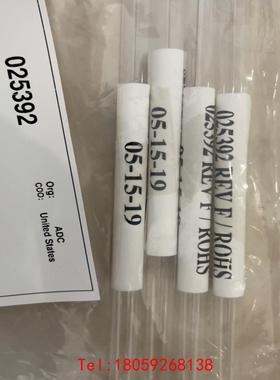 025392
Org: ADC
COO: United States
05-15-19
05-15-19
025392 REV F / ROHS
Tel:18059268138